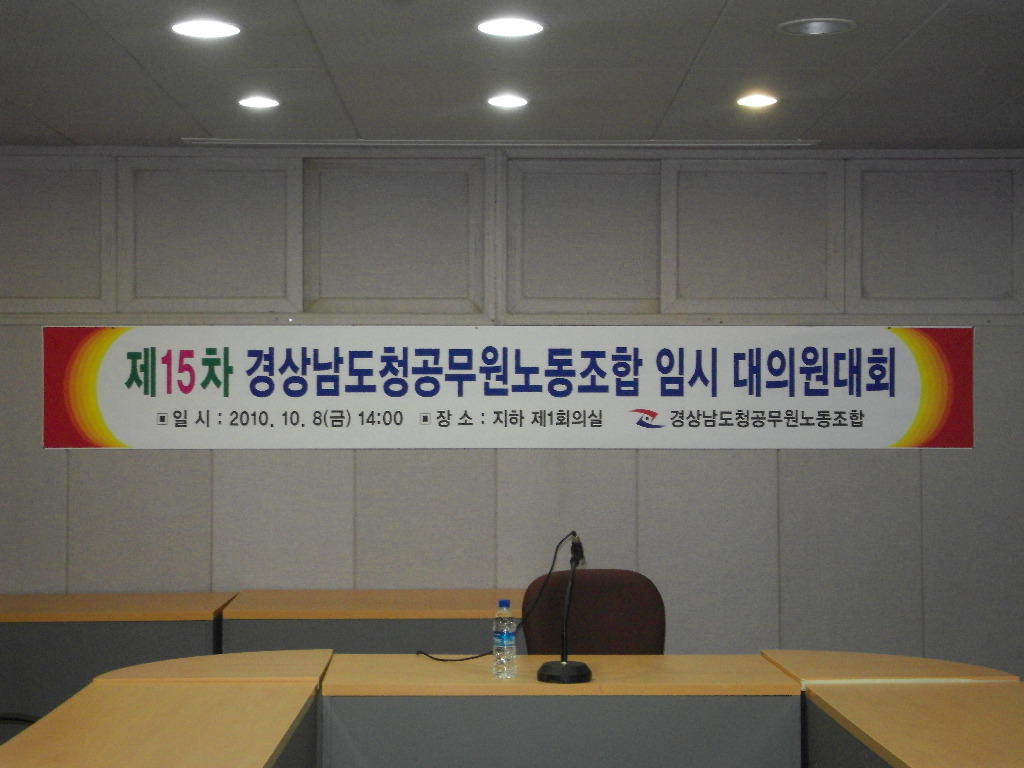 제15차 경상남도청공무원노동조합 임시 대의원대회
▣ 일 시 : 2010. 10. 8(금) 14:00 ▣ 장 소 : 지하 제1회의실 경상남도청공무원노동조합